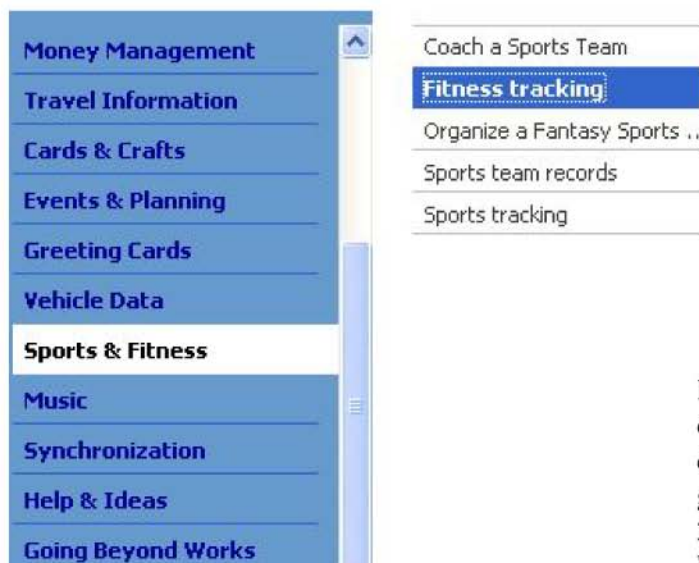 Money Management
Travel Information
Cards & Crafts
Events & Planning
Greeting Cards
Vehicle Data
Sports & Fitness
Music
Synchronization
Help & Ideas
Going Beyond Works
Coach a Sports Team
Fitness tracking
Organize a Fantasy Sports ..
Sports team records
Sports tracking